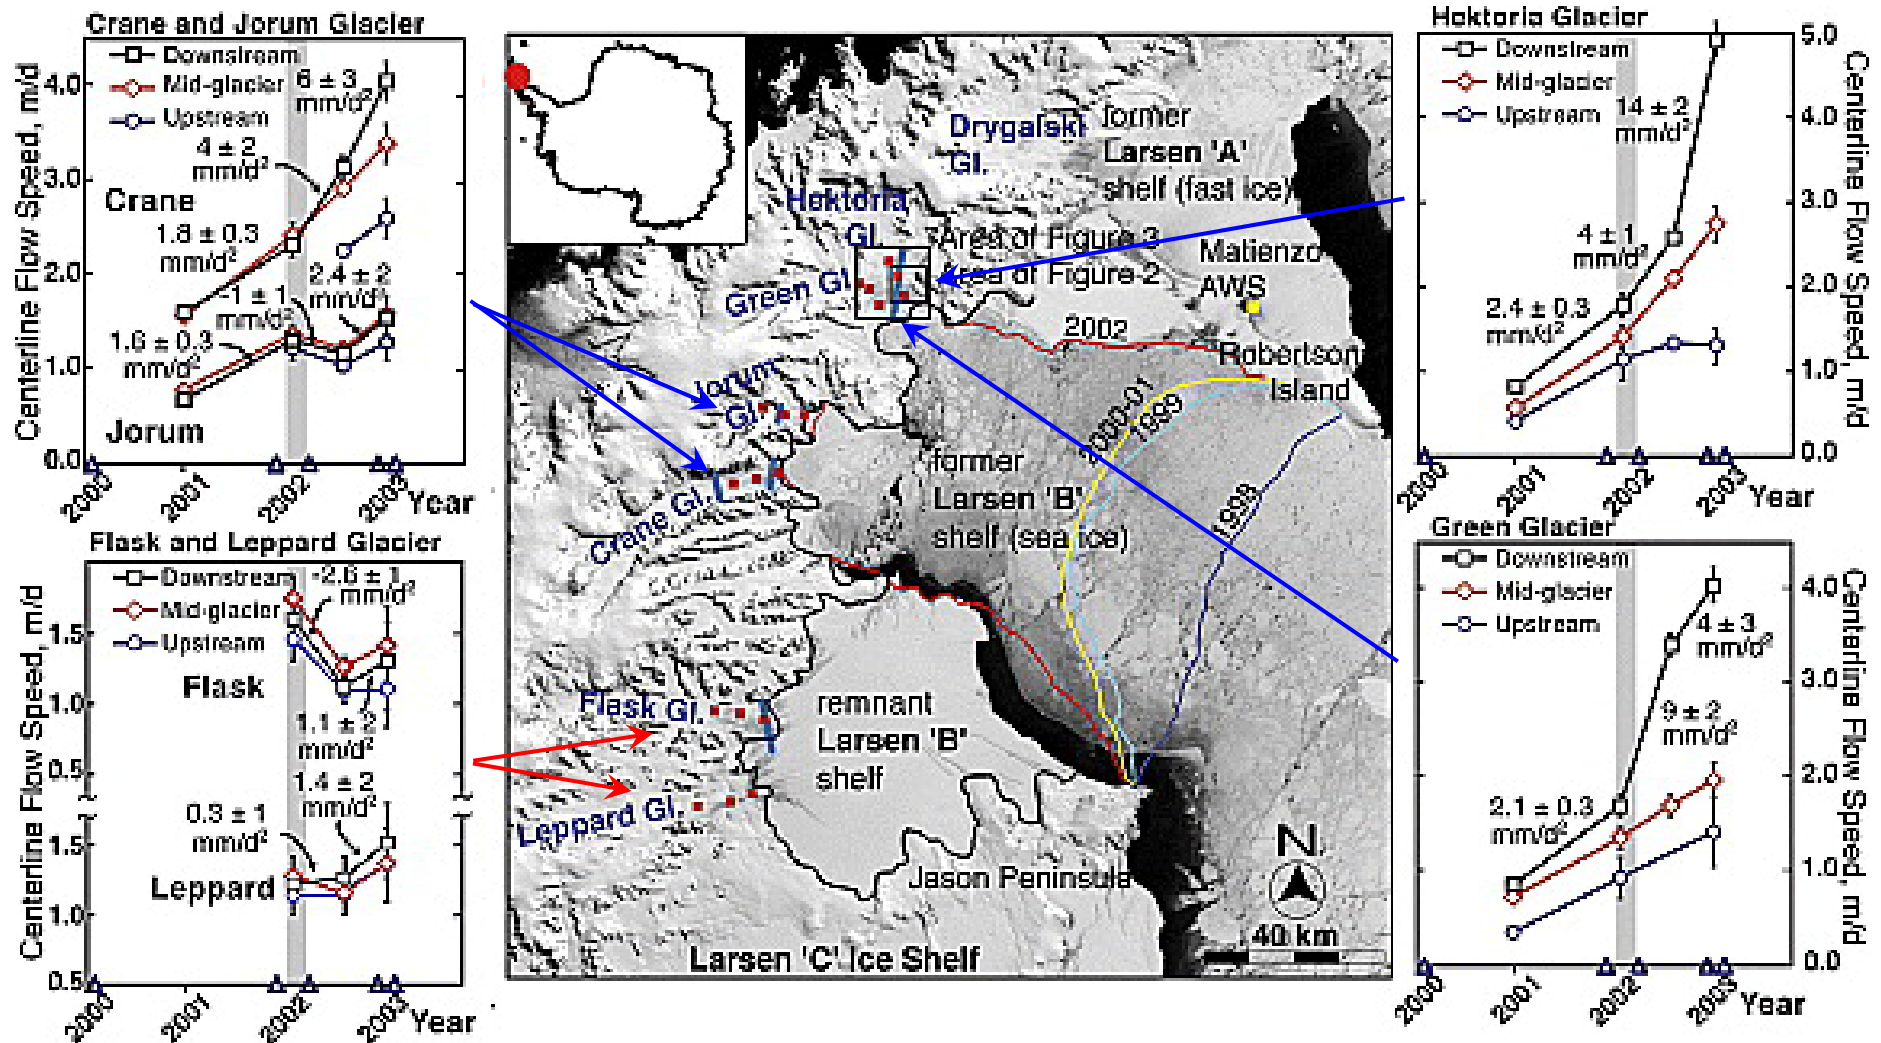 Crane and Jorum Glacier
Downstream
Mid-glacier
Upstream
6 ± 3
mm/d²
4 ± 2
mm/d²
Crane
1.8 ± 0.3
mm/d²
2.4 ± 2
mm/d²
-1 ± 1
mm/d²
1.6 ± 0.3
mm/d²
Jorum
Centerline Flow Speed, m/d
4.0
3.0
2.0
1.0
0.0
2000
2001
2002
2003
Year
Flask and Leppard Glacier
Downstream
Mid-glacier
Upstream
-2.6 ± 1
mm/d²
Flask
1.1 ± 2
mm/d²
1.4 ± 2
mm/d²
0.3 ± 1
mm/d²
Leppard
Centerline Flow Speed, m/d
1.5
1.0
0.5
1.5
1.0
0.5
2000
2001
2002
2003
Year
Drygalski
Gl.
former
Larsen 'A'
shelf (fast ice)
Hektoria
Gl.
Area of Figure 3
Area of Figure 2
Matienzo
AWS
Green Gl.
2002
Robertson
Island
Jorum
Gl.
2000-01
1999
1998
Crane Gl.
former
Larsen 'B'
shelf (sea ice)
Flask Gl.
remnant
Larsen 'B'
shelf
Leppard Gl.
Jason Peninsula
N
40 km
Larsen 'C' Ice Shelf
Hektoria Glacier
Downstream
Mid-glacier
Upstream
14 ± 2
mm/d²
4 ± 1
mm/d²
2.4 ± 0.3
mm/d²
5.0
4.0
3.0
2.0
1.0
0.0
Centerline Flow Speed, m/d
2000
2001
2002
2003
Year
Green Glacier
Downstream
Mid-glacier
Upstream
4 ± 3
mm/d²
9 ± 2
mm/d²
2.1 ± 0.3
mm/d²
4.0
3.0
2.0
1.0
0.0
Centerline Flow Speed, m/d
2000
2001
2002
2003
Year